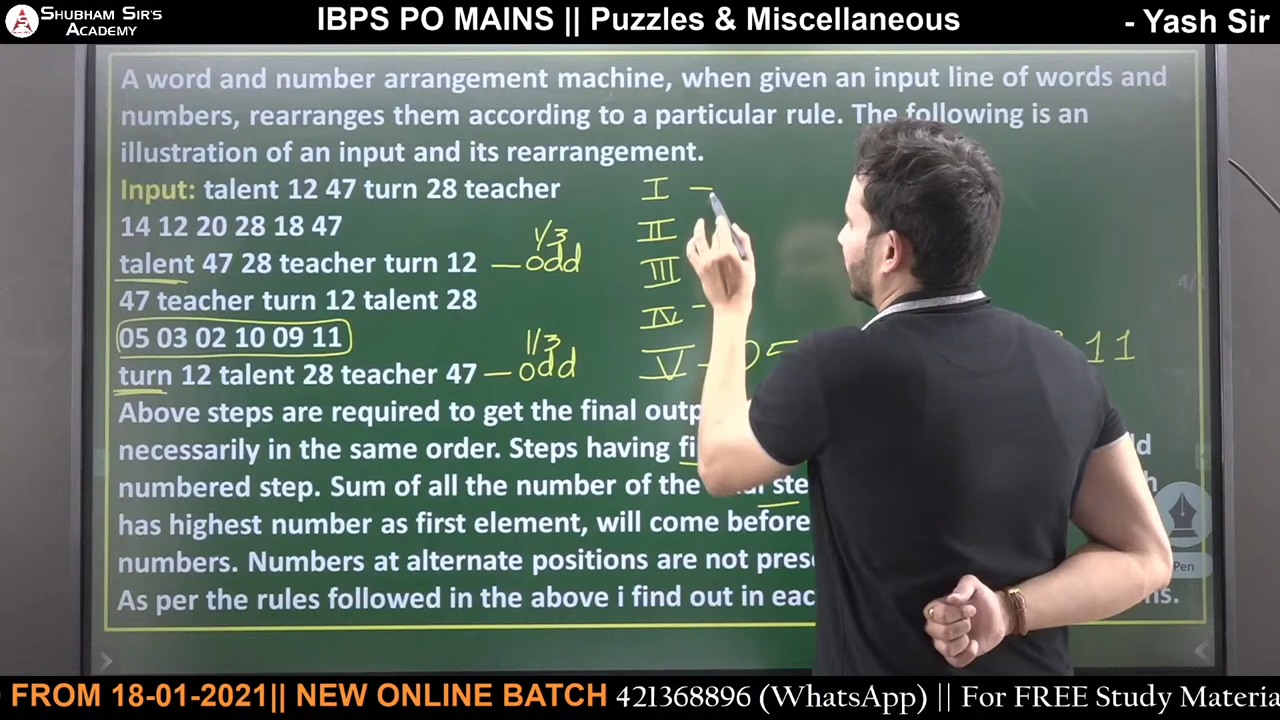 SHUBHAM SIR'S
ACADEMY
IBPS PO MAINS || Puzzles & Miscellaneous
- Yash Sir
A word and number arrangement machine, when given an input line of words and
numbers, rearranges them according to a particular rule. The following is an
illustration of an input and its rearrangement.
Input: talent 12 47 turn 28 teacher
14 12 20 28 18 47
talent 47 28 teacher turn 12 — odd 1/3
47 teacher turn 12 talent 28
05 03 02 10 09 11
turn 12 talent 28 teacher 47 — odd 1/3
I –
II
III
IV -
V - 05 11
Above steps are required to get the final
necessarily in the same order. Steps having
numbered step. Sum of all the number of the
has highest number as first element, will come before
numbers. Numbers at alternate positions are not
As per the rules followed in the above i find out in
Pen
FROM 18-01-2021|| NEW ONLINE BATCH 421368896 (WhatsApp) || For FREE Study